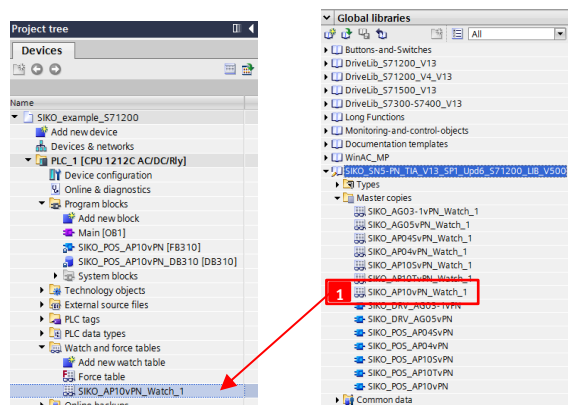 Project tree
Devices
Name
SIKO_example_S71200
Add new device
Devices & networks
PLC_1 [CPU 1212C AC/DC/Rly]
Device configuration
Online & diagnostics
Program blocks
Add new block
Main [OB1]
SIKO_POS_AP10vPN [FB310]
SIKO_POS_AP10vPN_DB310 [DB310]
System blocks
Technology objects
External source files
PLC tags
PLC data types
Watch and force tables
Add new watch table
Force table
SIKO_AP10vPN_Watch_1
Online backups
Global libraries
All
Buttons-and-Switches
DriveLib_S71200_V13
DriveLib_S71200_V4_V13
DriveLib_S71500_V13
DriveLib_S7300-S7400_V13
Long Functions
Monitoring-and-control-objects
Documentation templates
WinAC_MP
SIKO_SN5-PN_TIA_V13_SP1_Upd6_S71200_LIB_V500
Types
Master copies
SIKO_AG03-1vPN_Watch_1
SIKO_AG05vPN_Watch_1
SIKO_AP04SvPN_Watch_1
SIKO_AP04vPN_Watch_1
SIKO_AP10SvPN_Watch_1
SIKO_AP10TvPN_Watch_1
1 SIKO_AP10vPN_Watch_1
SIKO_DRV_AG03-1vPN
SIKO_DRV_AG05vPN
SIKO_POS_AP04SvPN
SIKO_POS_AP04vPN
SIKO_POS_AP10SvPN
SIKO_POS_AP10TvPN
SIKO_POS_AP10vPN
Common data